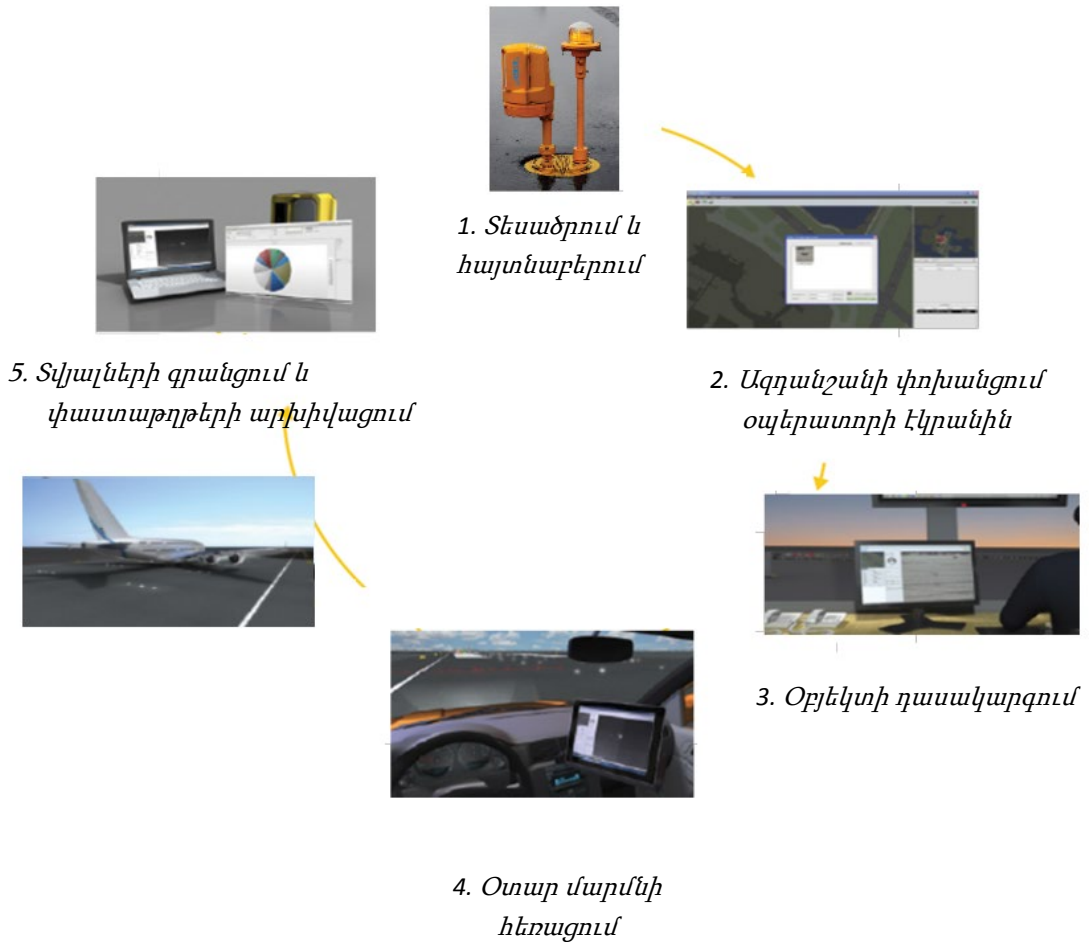 1. Տեսածրում և
հայտնաբերում
2. Ազդանշանի փոխանցում
օպերատորի էկրանին
3. Օբյեկտի դասակարգում
4. Օտար մարմնի
հեռացում
5. Տվյալների գրանցում և
փաստաթղթերի արխիվացում